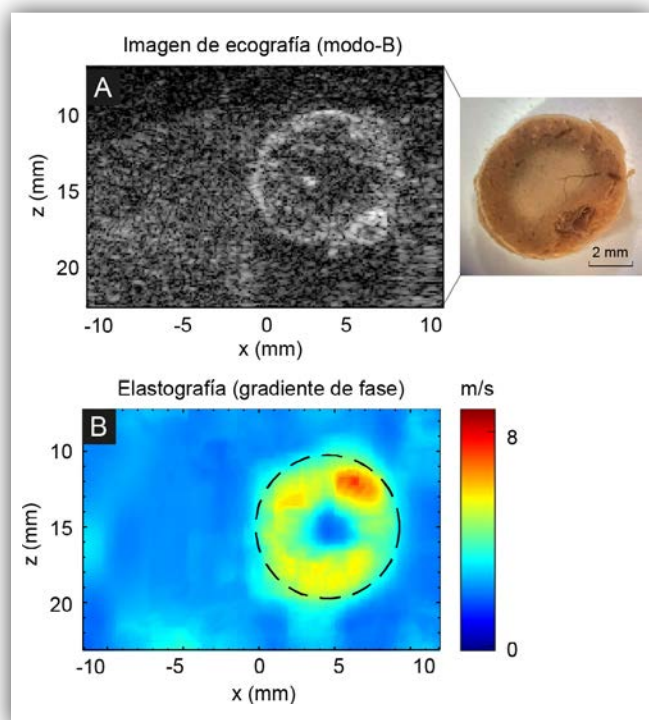 Imagen de ecografía (modo-B)
A
10
15
20
z (mm)
-10 -5 0 5 10
x (mm)
2 mm
Elastografía (gradiente de fase)
m/s
B
10
15
20
z (mm)
8
0
-10 -5 0 5 10
x (mm)